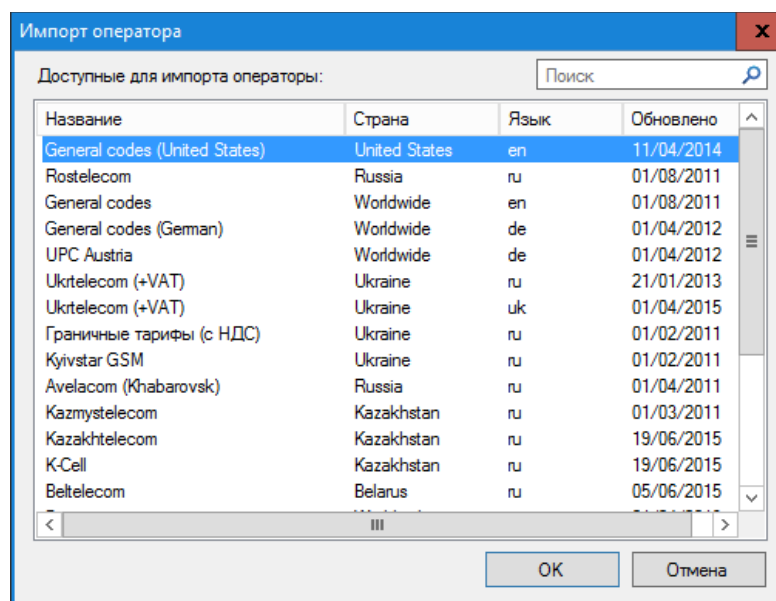 Импорт оператора
Доступные для импорта операторы: Поиск
Название Страна Язык Обновлено
General codes (United States) United States en 11/04/2014
Rostelecom Russia ru 01/08/2011
General codes Worldwide en 01/08/2011
General codes (German) Worldwide de 01/04/2012
UPC Austria Worldwide de 01/04/2012
Ukrtelecom (+VAT) Ukraine ru 21/01/2013
Ukrtelecom (+VAT) Ukraine uk 01/04/2015
Граничные тарифы (с НДС) Ukraine ru 01/02/2011
Kyivstar GSM Ukraine ru 01/02/2011
Avelacom (Khabarovsk) Russia ru 01/04/2011
Kazmystelecom Kazakhstan ru 01/03/2011
Kazakhtelecom Kazakhstan ru 19/06/2015
K-Cell Kazakhstan ru 19/06/2015
Beltelecom Belarus ru 05/06/2015
OK Отмена